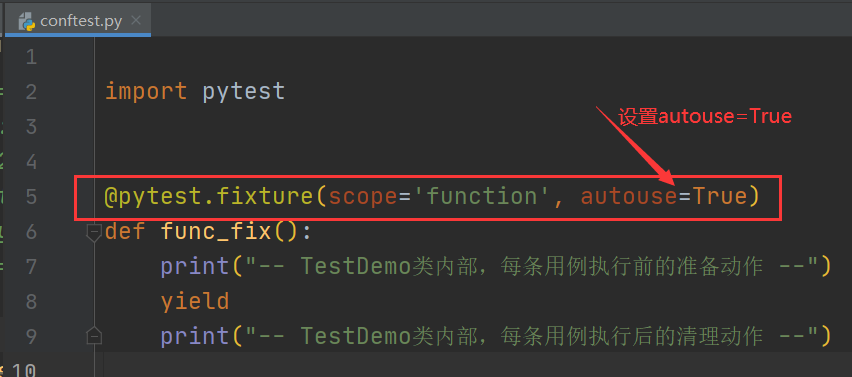 conftest.py
1
2 import pytest
3
设置autouse=True
4
5 @pytest.fixture(scope='function', autouse=True)
6 def func_fix():
7 print("-- TestDemo类内部，每条用例执行前的准备动作 --")
8 yield
9 print("-- TestDemo类内部，每条用例执行后的清理动作 --")
10